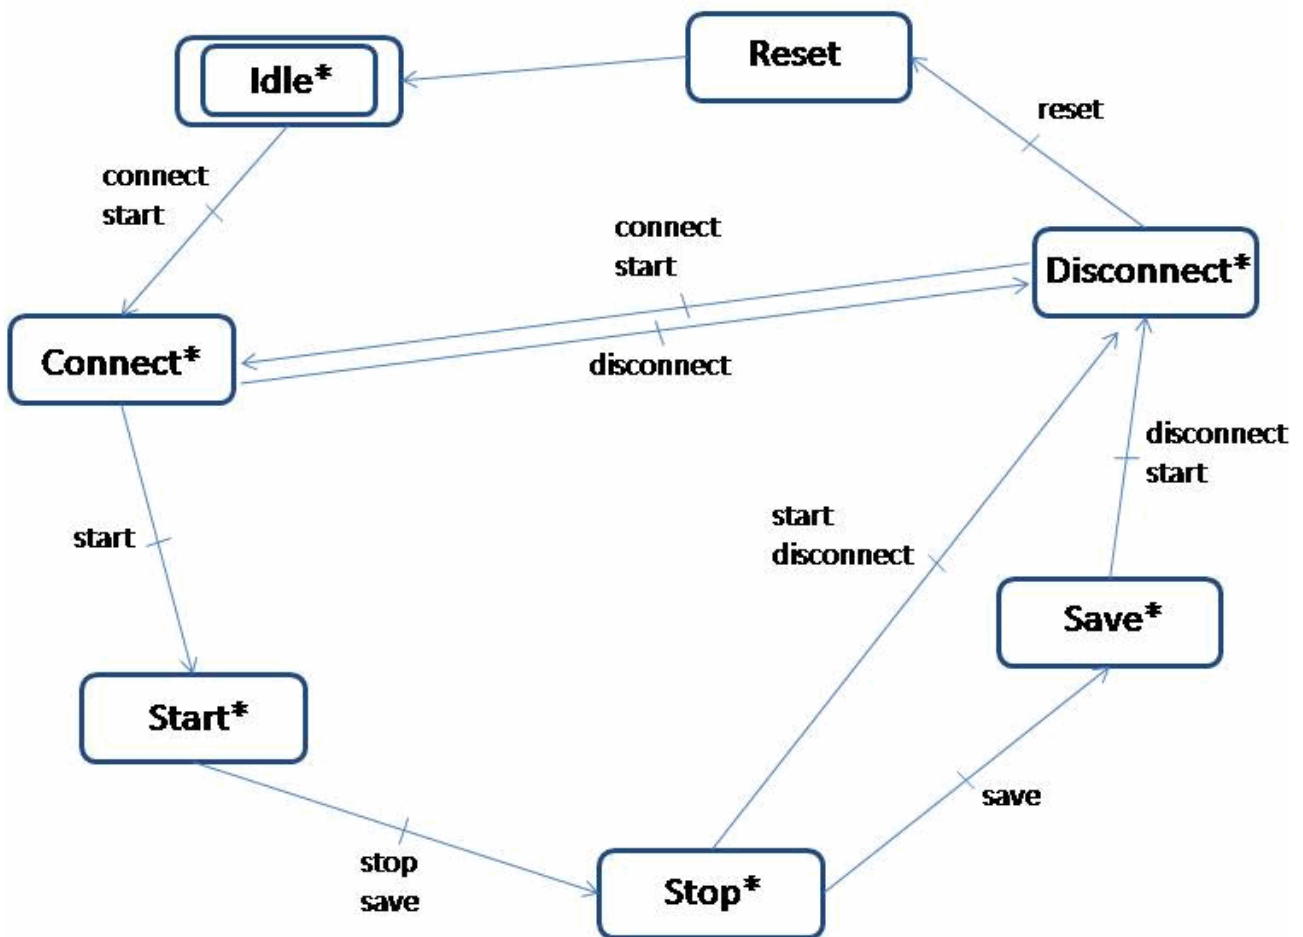 Reset
Idle*
reset
connect
start
connect
start
Disconnect*
Connect*
disconnect
disconnect
start
start
start
disconnect
Save*
Start*
save
stop
save
Stop*